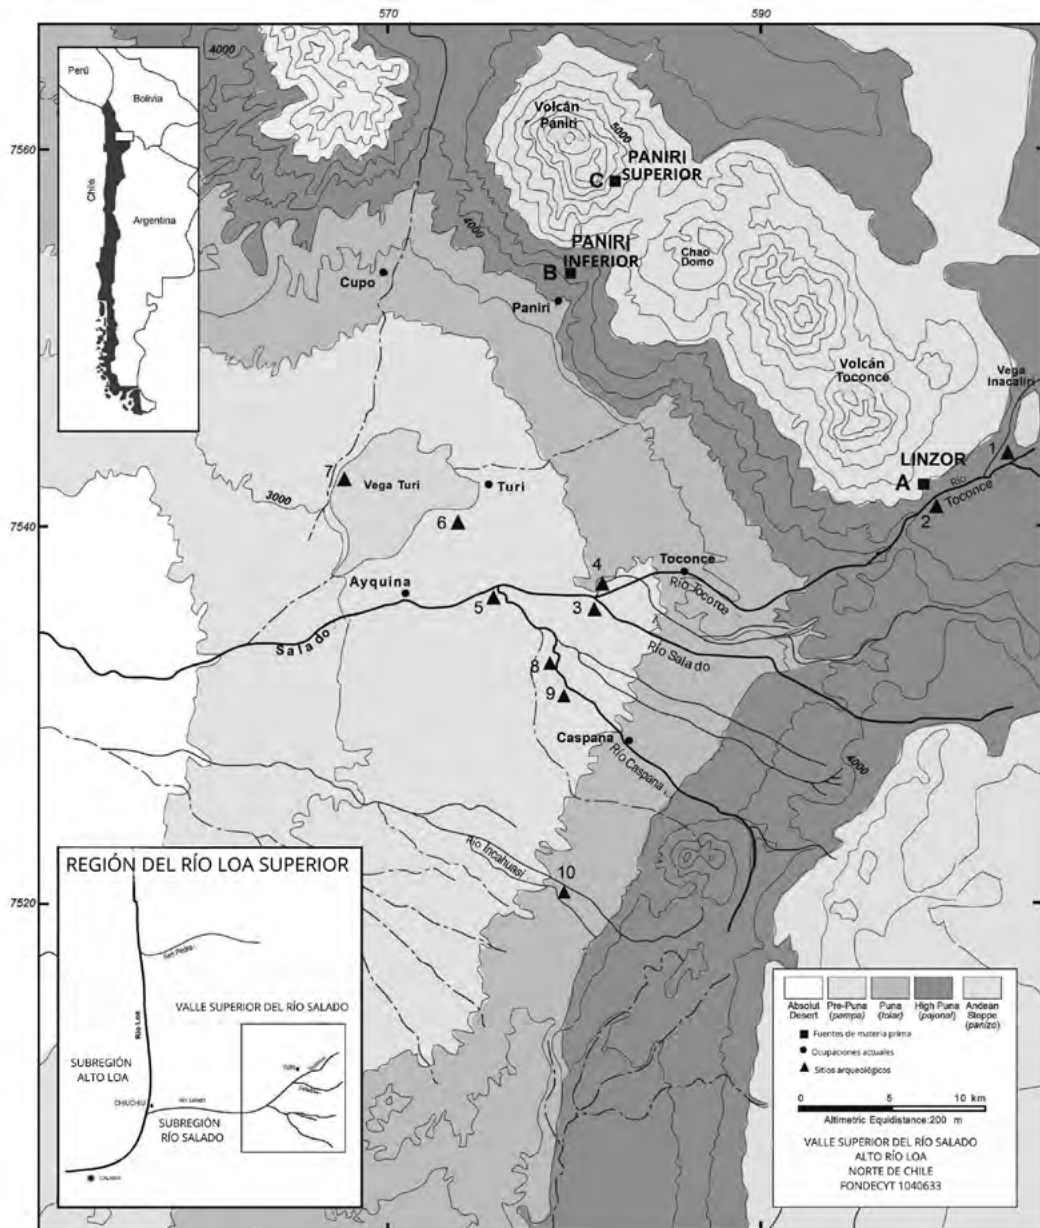 570
590
7560
7540
7520
Perú
Bolivia
Chile
Argentina
4000
Volcán
Paniri
5000
PANIRI
SUPERIOR
C
4000
PANIRI
INFERIOR
B
Chao
Domo
Cupo
Paniri
Volcán
Toconce
Vega
Inacaliri
LINZOR
A
1
Río
Toconce
2
7
Vega Turi
Turi
3000
6
4
Toconce
Río Toconce
Ayquina
5
3
Salado
Río Salado
8
9
Caspana
Río Caspana
4000
Río Incahuasi
10
REGIÓN DEL RÍO LOA SUPERIOR
San Pedro
VALLE SUPERIOR DEL RÍO SALADO
Río Loa
SUBREGIÓN
ALTO LOA
CHIUCHIU
RÍO SALADO
SUBREGIÓN
RÍO SALADO
CALAMA
Absolut
Desert
Pre-Puna
(pampa)
Puna
(tolar)
High Puna
(pajonal)
Andean
Steppe
(panizo)
Fuentes de materia prima
Ocupaciones actuales
Sitios arqueológicos
0 5 10 km
Altimetric Equidistance:200 m
VALLE SUPERIOR DEL RÍO SALADO
ALTO RÍO LOA
NORTE DE CHILE
FONDECYT 1040633